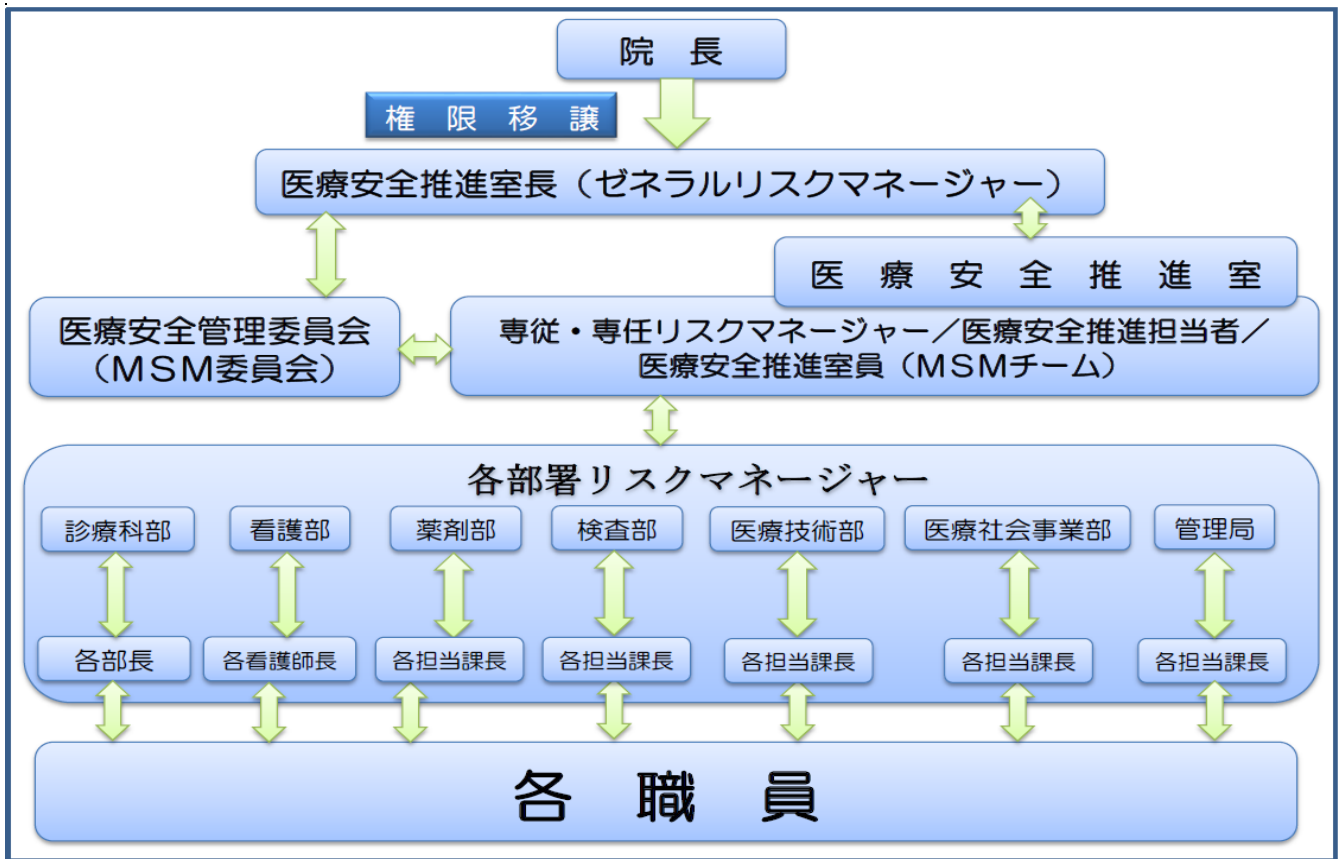 院 長
権 限 移 譲
医療安全推進室長（ゼネラルリスクマネージャー）
医 療 安 全 推 進 室
医療安全管理委員会
（ＭＳＭ委員会）
専従・専任リスクマネージャー／医療安全推進担当者／
医療安全推進室員（ＭＳＭチーム）
各部署リスクマネージャー
診療科部 看護部 薬剤部 検査部 医療技術部 医療社会事業部 管理局
各部長 各看護師長 各担当課長 各担当課長 各担当課長 各担当課長 各担当課長
各 職 員